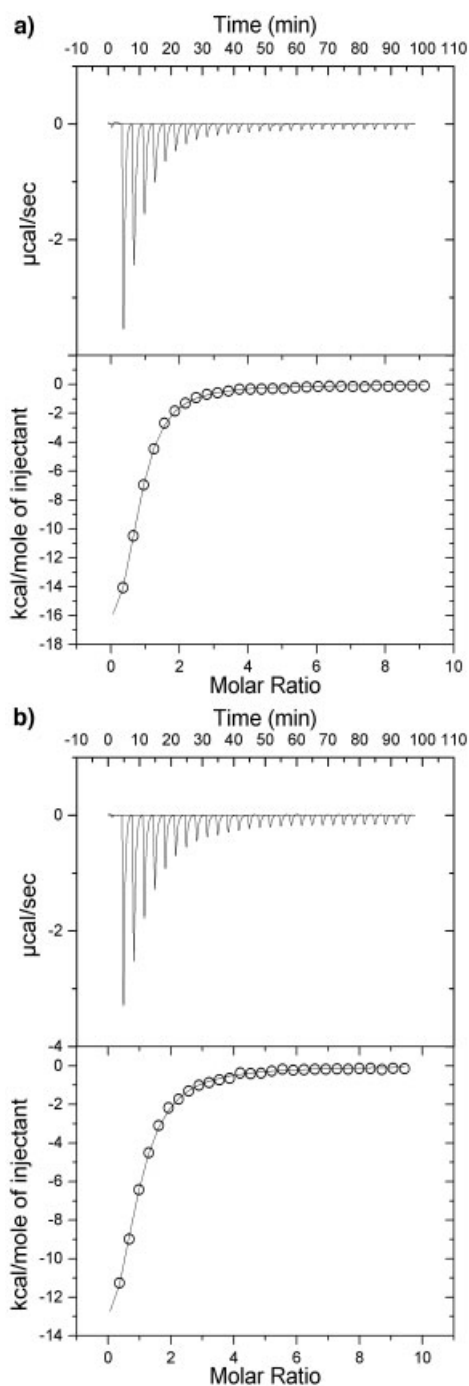 a)
Time (min)
-10 0 10 20 30 40 50 60 70 80 90 100 110
0
-2
µcal/sec
0
-2
-4
-6
-8
-10
-12
-14
-16
-18
kcal/mole of injectant
0 2 4 6 8 10
Molar Ratio
b)
Time (min)
-10 0 10 20 30 40 50 60 70 80 90 100 110
0
-2
-4
µcal/sec
0
-2
-4
-6
-8
-10
-12
-14
kcal/mole of injectant
0 2 4 6 8 10
Molar Ratio